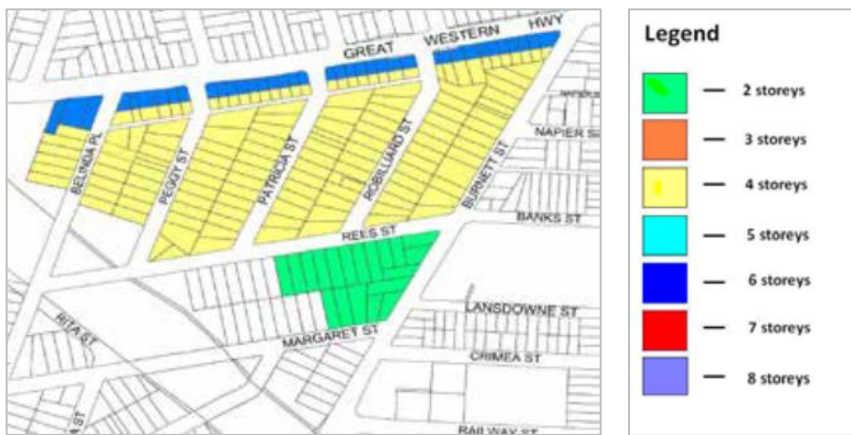 GREAT WESTERN HWY
NAPIER S
BELINDA PL
PEGGY ST
PATRICIA ST
ROBILLIARD ST
BURNETT ST
BANKS ST
REES ST
LANSDOWNE ST
RITA ST
MARGARET ST
CRIMEA ST
A ST
RAILWAY ST
Legend
— 2 storeys
— 3 storeys
— 4 storeys
— 5 storeys
— 6 storeys
— 7 storeys
— 8 storeys